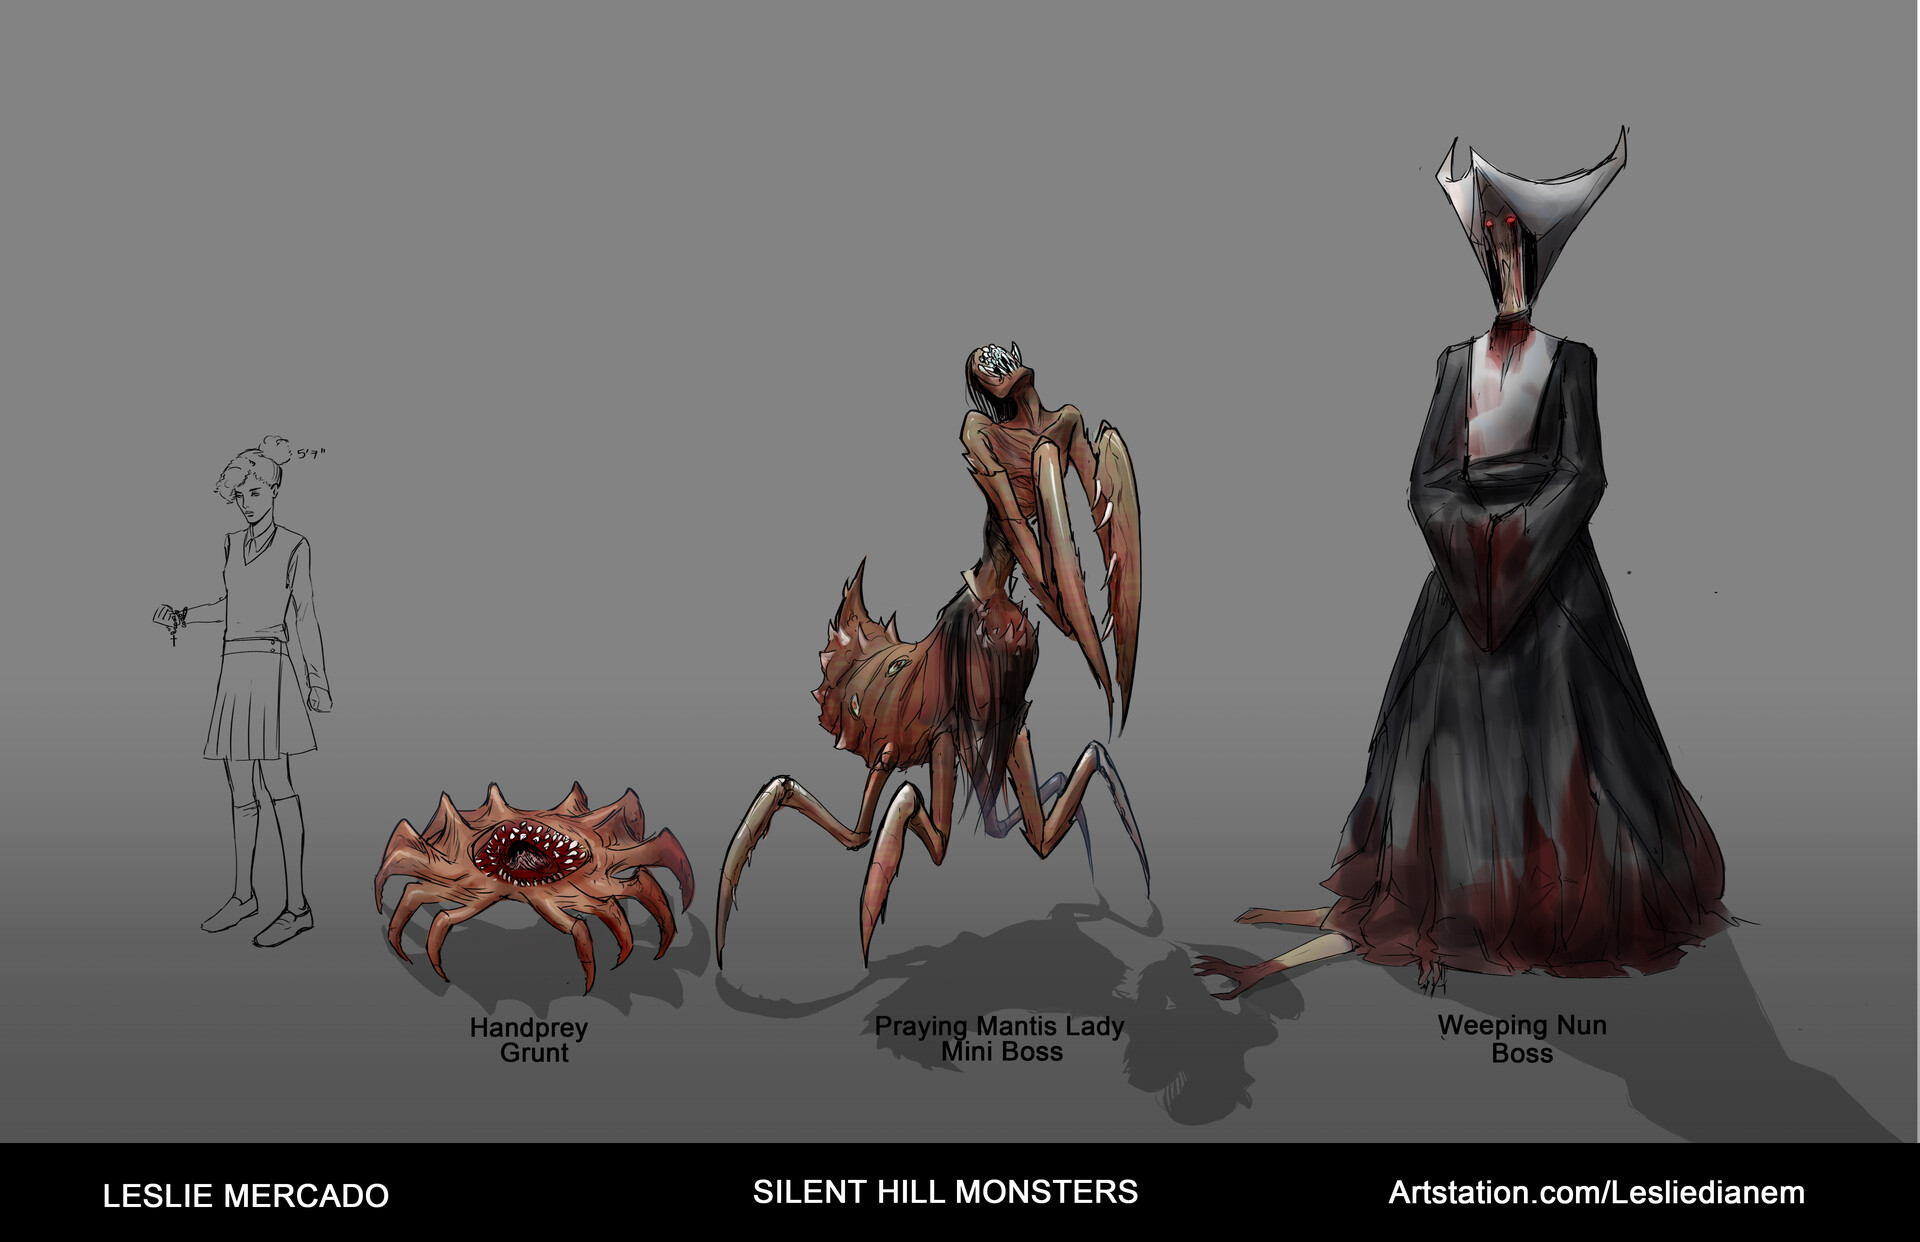 5'7"
Handprey
Grunt
Praying Mantis Lady
Mini Boss
Weeping Nun
Boss
LESLIE MERCADO
SILENT HILL MONSTERS
Artstation.com/Lesliedianem